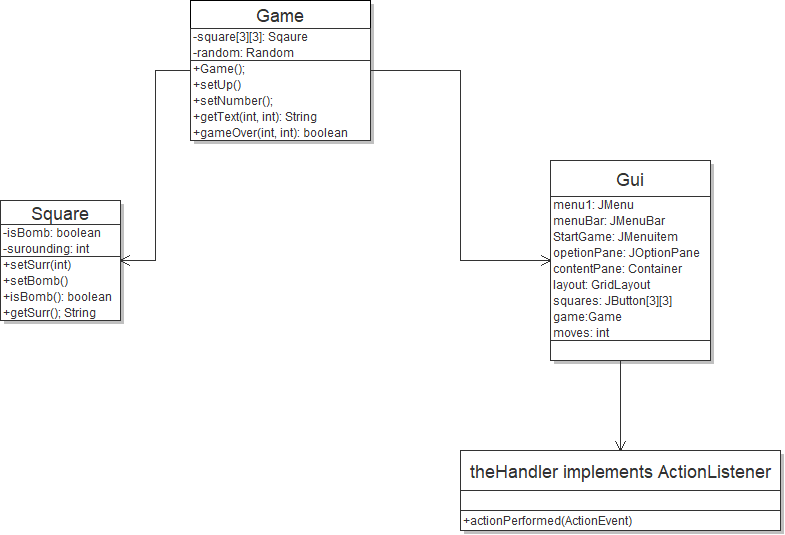 Game
-square[3][3]: Sqaure
-random: Random
+Game();
+setUp()
+setNumber();
+getText(int, int): String
+gameOver(int, int): boolean
Square
-isBomb: boolean
-surounding: int
+setSurr(int)
+setBomb()
+isBomb(): boolean
+getSurr(); String
Gui
menu1: JMenu
menuBar: JMenuBar
StartGame: JMenuitem
opetionPane: JOptionPane
contentPane: Container
layout: GridLayout
squares: JButton[3][3]
game:Game
moves: int
theHandler implements ActionListener
+actionPerformed(ActionEvent)